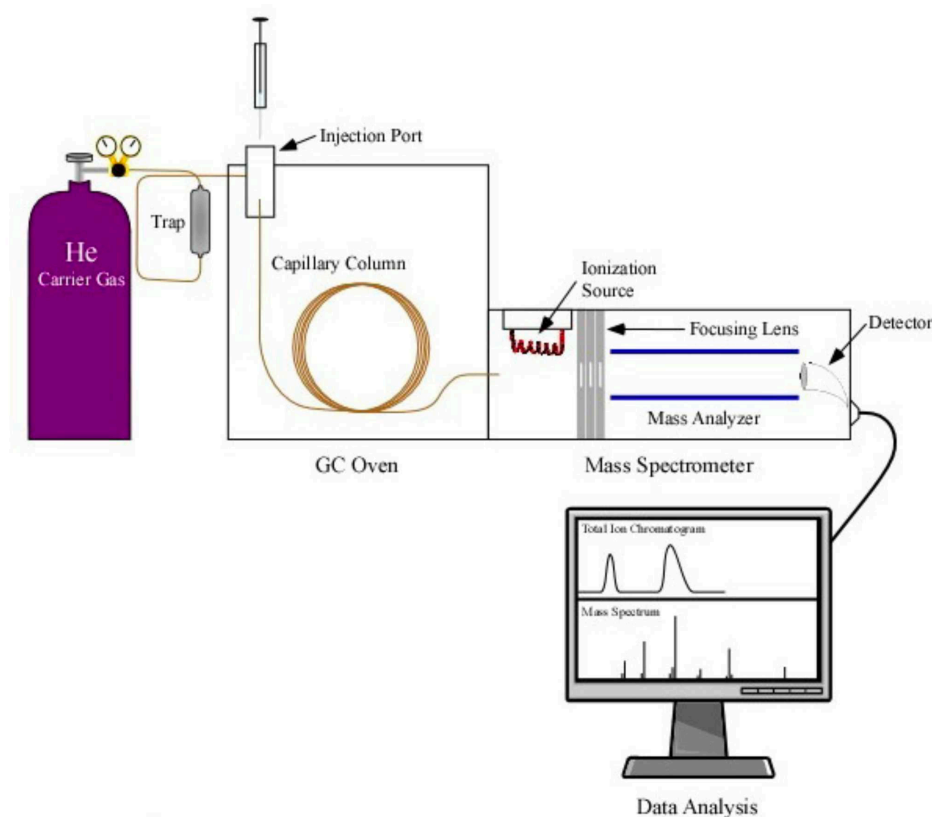 Injection Port
Trap
He
Carrier Gas
Capillary Column
Ionization
Source
Focusing Lens
Detector
Mass Analyzer
GC Oven
Mass Spectrometer
Total Ion Chromatogram
Mass Spectrum
Data Analysis